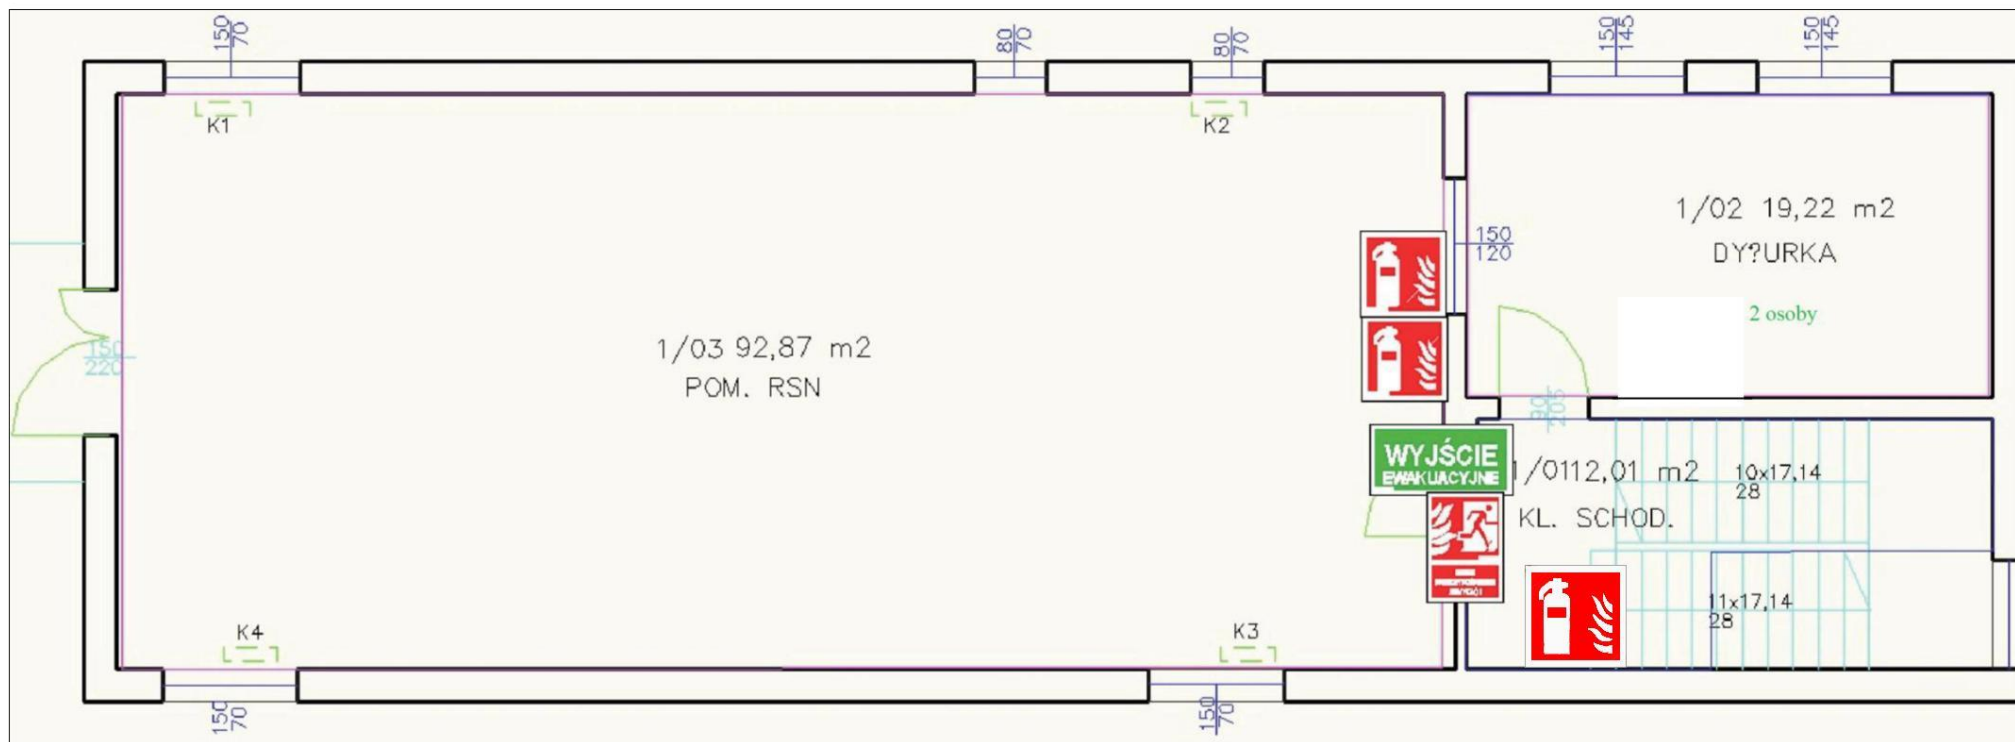 150
70
80
70
80
70
150
145
150
145
K1
K2
1/02 19,22 m2
DY?URKA
2 osoby
150
120
1/03 92,87 m2
POM. RSN
150
220
90
205
WYJŚCIE
EWAKUACYJNE
1/0112,01 m2
KL. SCHOD.
10x17,14
28
11x17,14
28
K4
K3
150
70
150
70